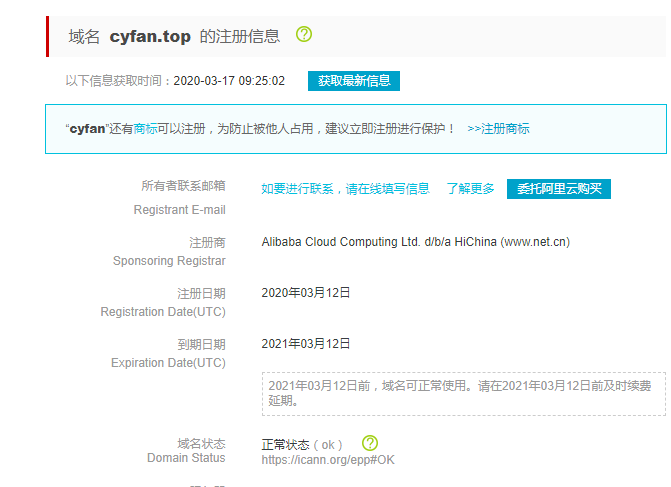 域名 cyfan.top 的注册信息
以下信息获取时间：2020-03-17 09:25:02 获取最新信息
“cyfan”还有商标可以注册，为防止被他人占用，建议立即注册进行保护！ >>注册商标
所有者联系邮箱 如要进行联系，请在线填写信息 了解更多 委托阿里云购买
Registrant E-mail
注册商 Alibaba Cloud Computing Ltd. d/b/a HiChina (www.net.cn)
Sponsoring Registrar
注册日期 2020年03月12日
Registration Date(UTC)
到期日期 2021年03月12日
Expiration Date(UTC)
2021年03月12日前，域名可正常使用。请在2021年03月12日前及时续费
延期。
域名状态 正常状态（ok）
Domain Status https://icann.org/epp#OK